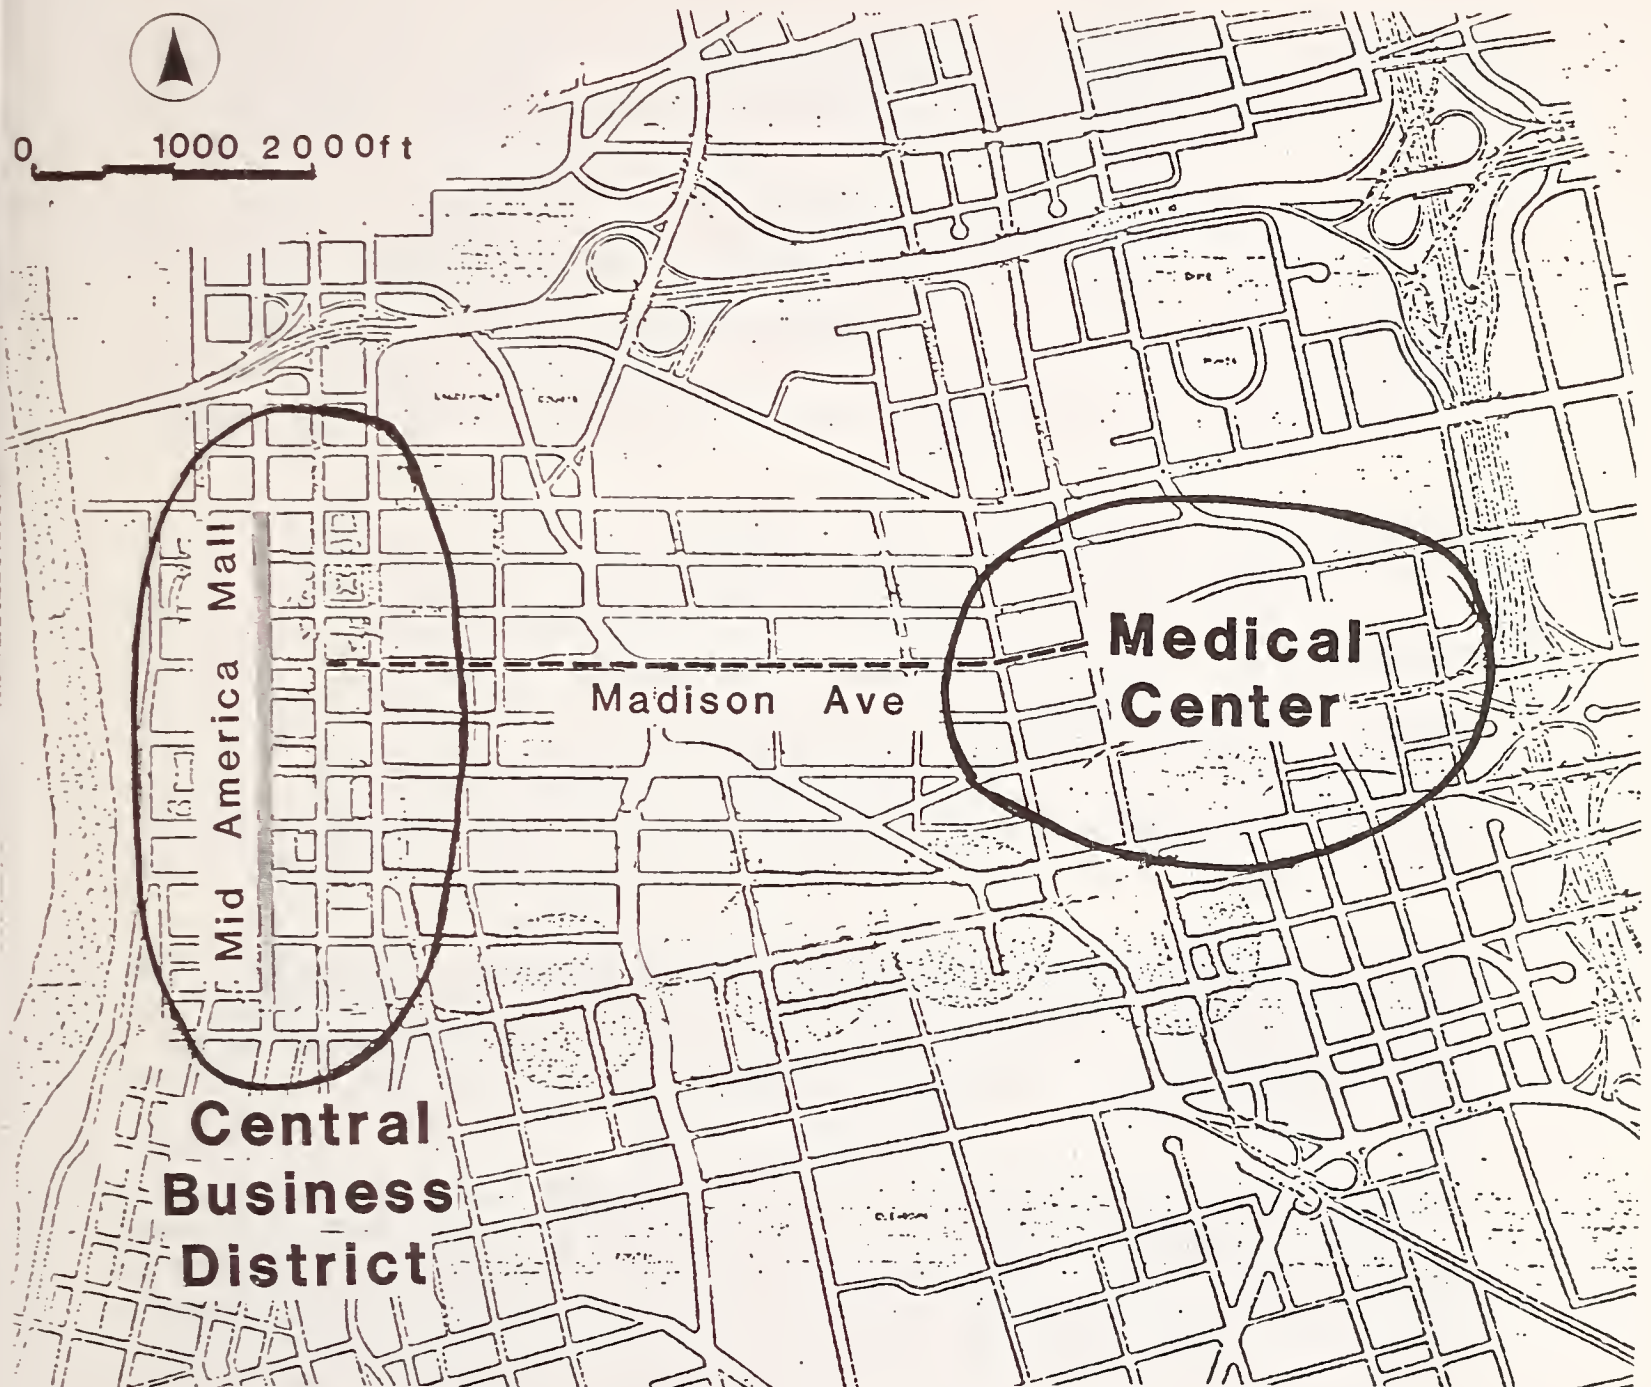 0 1000 2000ft
Mid America Mall
Madison Ave
Medical
Center
Central
Business
District